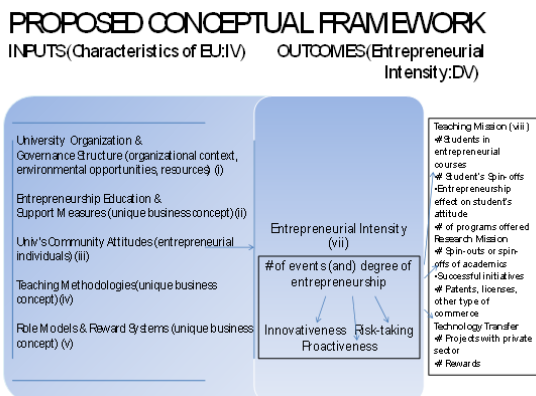 PROPOSED CONCEPTUAL FRAMEWORK
INPUTS(Characteristics of EU:IV)
OUTCOMES(Entrepreneurial
Intensity:DV)
University Organization &
Governance Structure (organizational context,
environmental opportunities, resources) (i)
Entrepreneurship Education &
Support Measures (unique business concept) (ii)
Univ's Community Attitudes (entrepreneurial
individuals) (iii)
Teaching Methodologies(unique business
concept) (iv)
Role Models & Reward Systems (unique business
concept) (v)
Entrepreneurial Intensity
(vii)
# of events (and) degree of
entrepreneurship
Innovativeness Risk-taking
Proactiveness
Teaching Mission (viii)
•# Students in
entrepreneurial
courses
•# Student's Spin-offs
•Entrepreneurship
effect on student's
attitude
•# of programs offered
Research Mission
•# Spin-outs or spin-
offs of academics
•Successful initiatives
•# Patents, licenses,
other type of
commerce
Technology Transfer
•# Projects with private
sector
•# Rewards